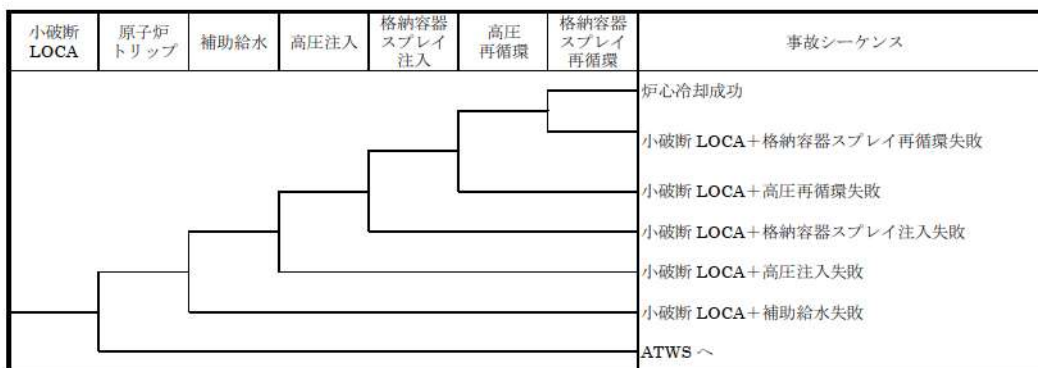 小破断
LOCA
原子炉
トリップ
補助給水
高圧注入
格納容器
スプレイ
注入
高圧
再循環
格納容器
スプレイ
再循環
事故シーケンス
炉心冷却成功
小破断 LOCA+格納容器スプレイ再循環失敗
小破断 LOCA+高圧再循環失敗
小破断 LOCA+格納容器スプレイ注入失敗
小破断 LOCA+高圧注入失敗
小破断 LOCA+補助給水失敗
ATWS へ